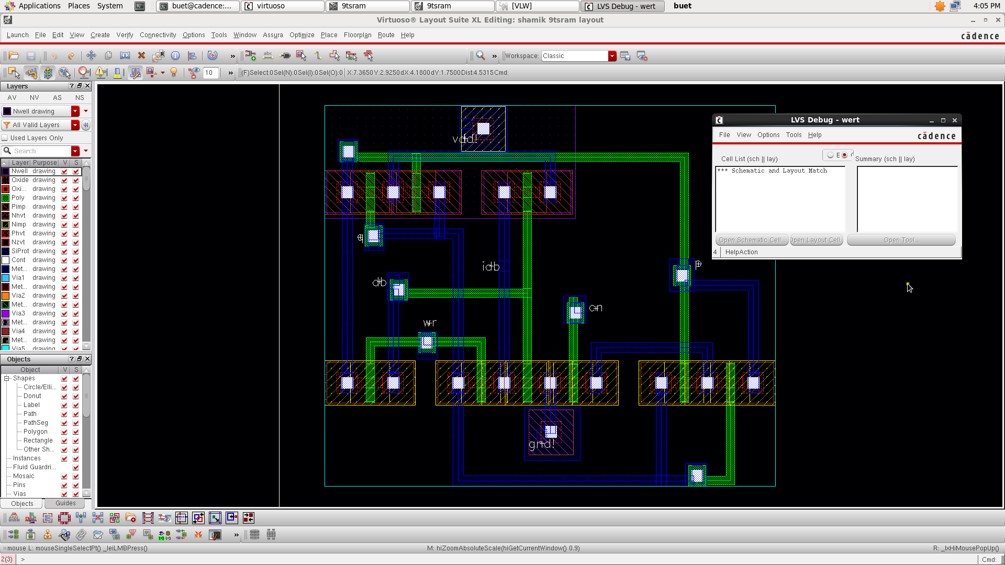 Applications Places System
buet@cadence:...
virtuoso
9tsram
9tsram
[VLW]
LVS Debug - wert
buet
4:05 PM
Virtuoso® Layout Suite XL Editing: shamik 9tsram layout
Launch File Edit View Create Verify Connectivity Options Tools Window Assura Optimize Place Floorplan Route Help
cādence
Workspace: Classic
10
(F)Select:0 Sel(N):0 Sel(I):0 Sel(O):0 X:7.3650 Y:2.9250 dX:4.1800 dY:1.7500 Dist:4.5315 Cmd:
Layers
AV NV AS NS
Nwell drawing
All Valid Layers
Used Layers Only
Search
Layer Purpose V S
Nwell drawing
Oxide drawing
Oxi... drawing
Poly drawing
Pimp drawing
Nhvt drawing
Nimp drawing
Phvt drawing
Nzvt drawing
SiProt drawing
Cont drawing
Met... drawing
Via1 drawing
Met... drawing
Via2 drawing
Met... drawing
Via3 drawing
Met... drawing
Via4 drawing
Met... drawing
Via5 drawing
Objects
Object V S
Shapes
Circle/Elli...
Donut
Label
Path
PathSeg
Polygon
Rectangle
Other Sh...
Instances
Fluid Guardri...
Mosaic
Pins
Vias
Objects Guides
vdd!
q
db
idb
wr
cn
p
gnd!
LVS Debug - wert
File View Options Tools Help
cādence
Cell List (sch || lay)
Summary (sch || lay)
*** Schematic and Layout Match
Open Schematic Cell...
Open Layout Cell
Open Tool...
4 HelpAction
mouse L: mouseSingleSelectPt() _leiLMBPress()
M: hiZoomAbsoluteScale(hiGetCurrentWindow() 0.9)
R: _lxHiMousePopUp()
2(3) >
Cmd: